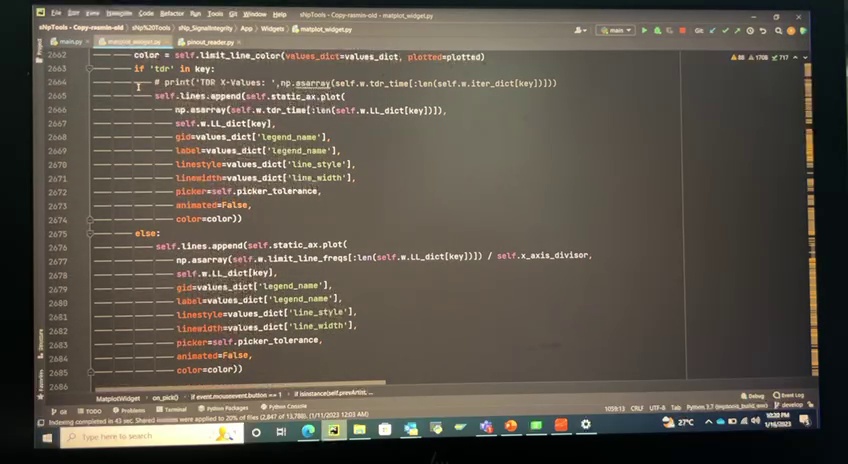 File Edit View Navigate Code Refactor Run Tools Git Window Help
sNpTools - Copy-rasmin-old - matplot_widget.py
sNpTools - Copy-rasmin-old
sNp%20Tools
sNp_SignalIntegrity
App
Widgets
matplot_widget.py
main
Git:
main.py
matplot_widget.py
pinout_reader.py
Project
88 1708 717
2662 color = self.limit_line_color(values_dict=values_dict, plotted=plotted)
2663 if 'tdr' in key:
2664 # print('TDR X-Values: ',np.asarray(self.w.tdr_time[:len(self.w.iter_dict[key])]))
2665 self.lines.append(self.static_ax.plot(
2666 np.asarray(self.w.tdr_time[:len(self.w.LL_dict[key])]),
2667 self.w.LL_dict[key],
2668 gid=values_dict['legend_name'],
2669 label=values_dict['legend_name'],
2670 linestyle=values_dict['line_style'],
2671 linewidth=values_dict['line_width'],
2672 picker=self.picker_tolerance,
2673 animated=False,
2674 color=color))
2675 else:
2676 self.lines.append(self.static_ax.plot(
2677 np.asarray(self.w.limit_line_freqs[:len(self.w.LL_dict[key])]) / self.x_axis_divisor,
2678 self.w.LL_dict[key],
2679 gid=values_dict['legend_name'],
2680 label=values_dict['legend_name'],
2681 linestyle=values_dict['line_style'],
2682 linewidth=values_dict['line_width'],
2683 picker=self.picker_tolerance,
2684 animated=False,
2685 color=color))
2686
Structure
Favorites
MatplotWidget
on_pick()
if event.mouseevent.button == 1
if isinstance(self.prevArtist, ...
Git
TODO
Problems
Terminal
Python Packages
Python Console
Debug
Event Log
Indexing completed in 43 sec. Shared indexes were applied to 20% of files (2,847 of 13,788). (1/11/2023 12:03 AM)
CRLF UTF-8 Tab
develop
Type here to search
27°C
10:20 PM
1/16/2023